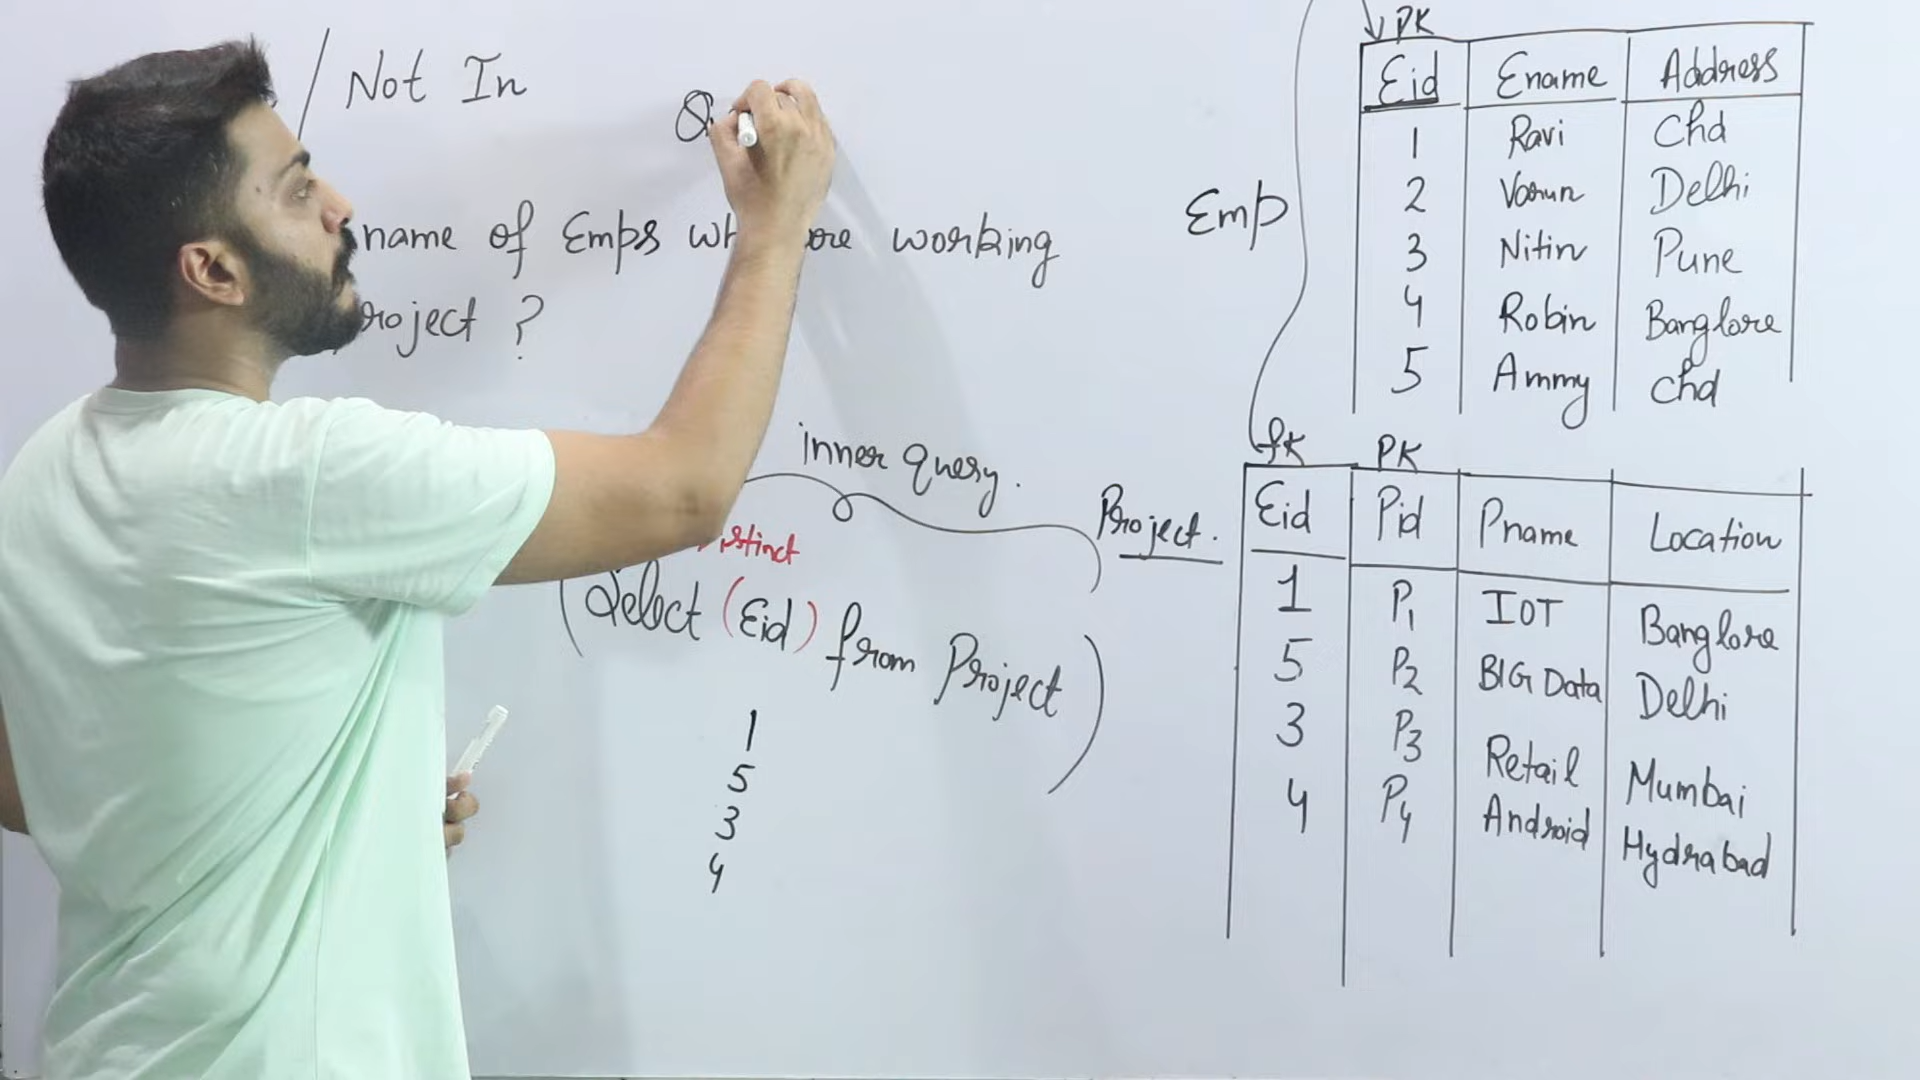 / Not In
name of Emps are working
roject ?
inner query.
Distinct
(Select (Eid) from Project)
1
5
3
4
Emp
PK
Eid Ename Address
1 Ravi Chd
2 Varun Delhi
3 Nitin Pune
4 Robin Banglore
5 Ammy Chd
Project.
fK PK
Eid Pid Pname Location
1 P1 IOT Banglore
5 P2 BIG Data Delhi
3 P3 Retail Mumbai
4 P4 Android Hydrabad